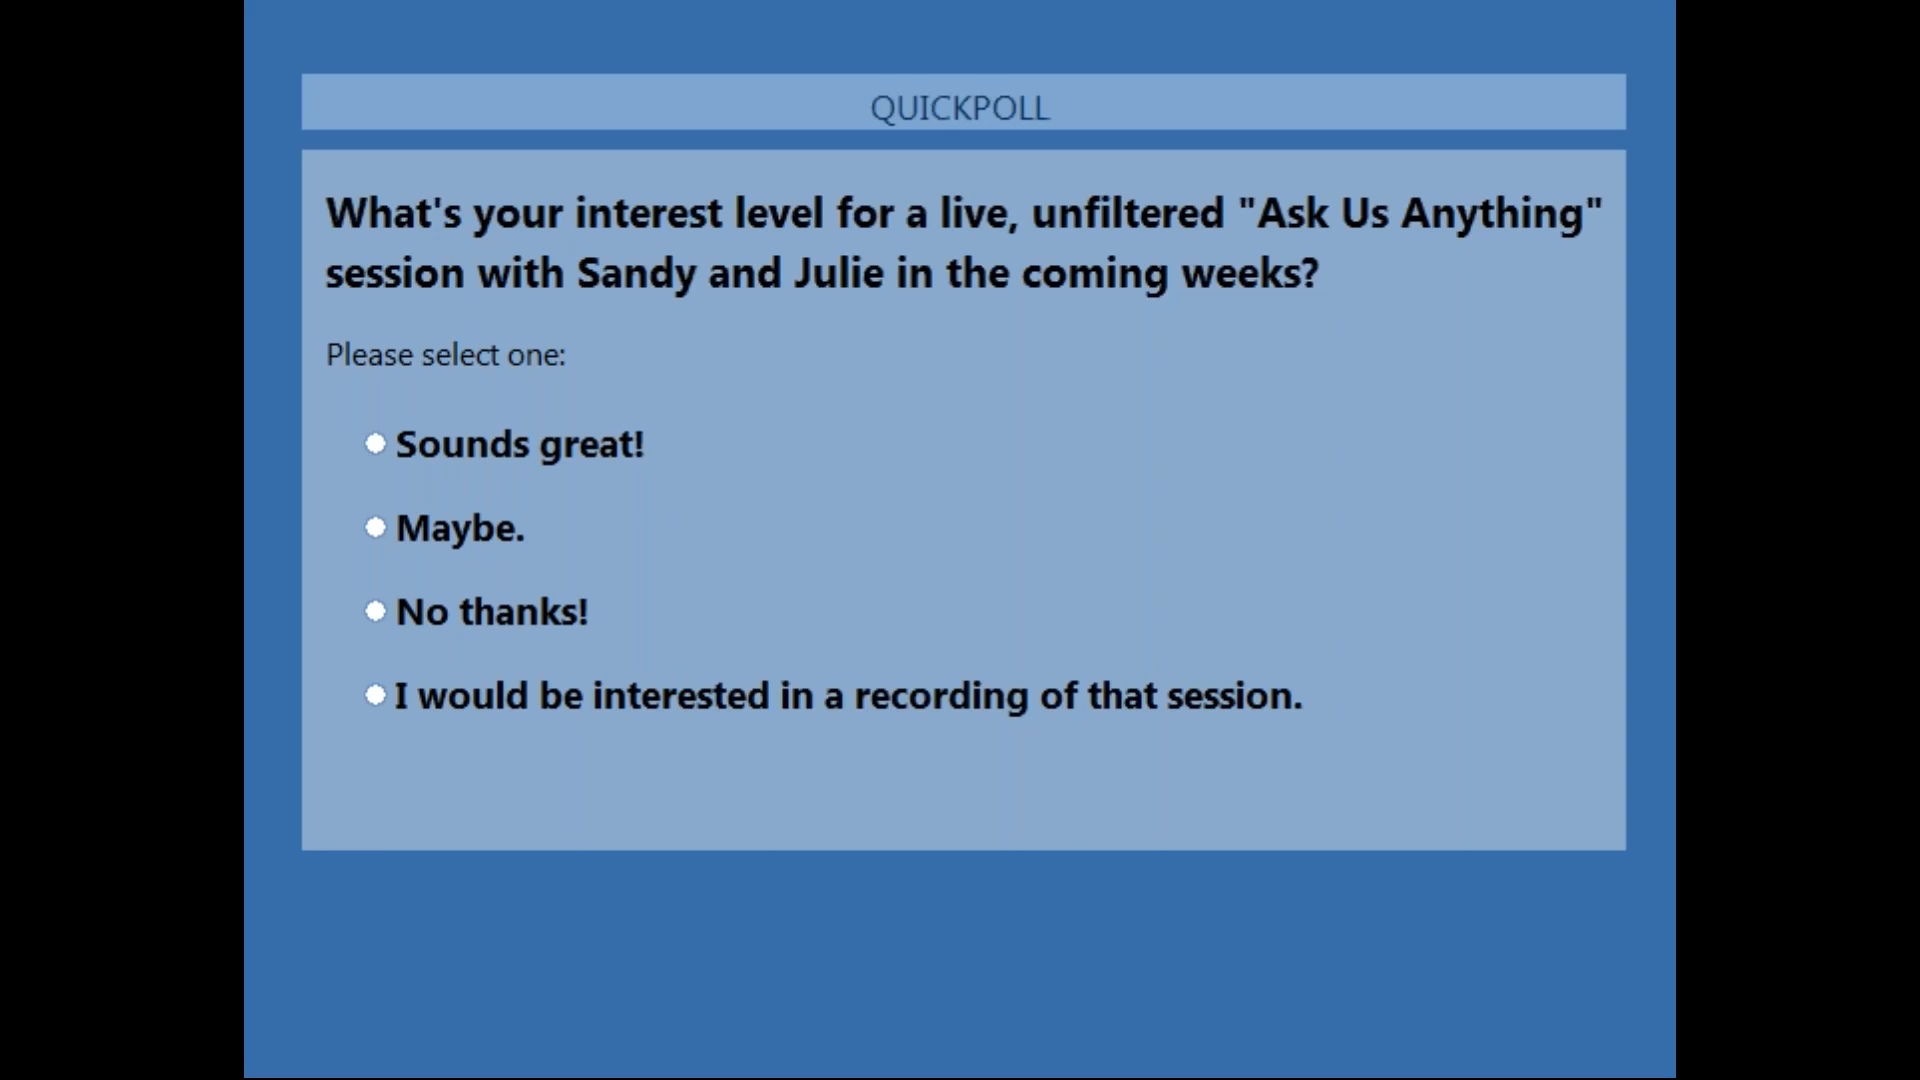 QUICKPOLL
What's your interest level for a live, unfiltered "Ask Us Anything"
session with Sandy and Julie in the coming weeks?
Please select one:
Sounds great!
Maybe.
No thanks!
I would be interested in a recording of that session.